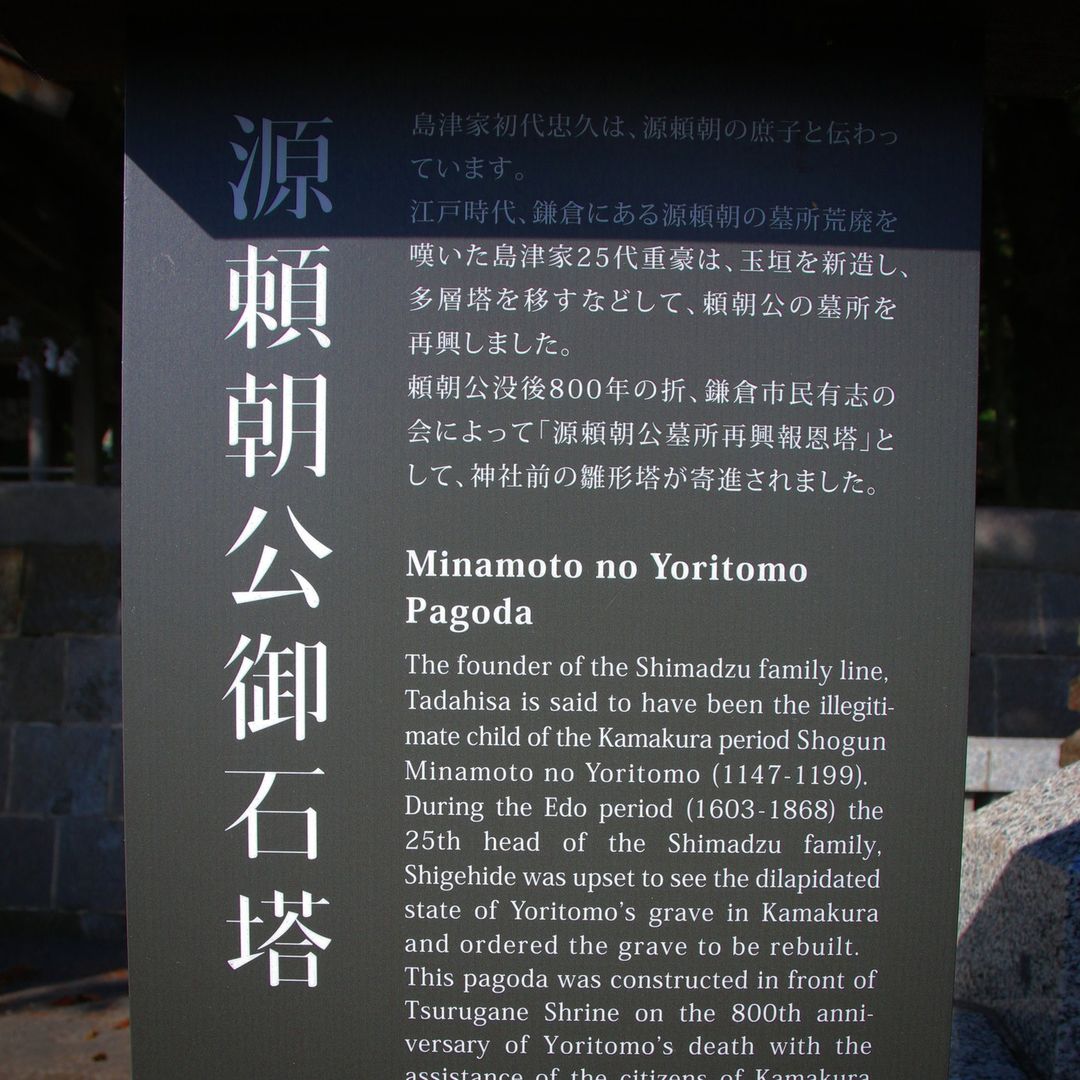 源頼朝公御石塔
島津家初代忠久は、源頼朝の庶子と伝わっ
ています。
江戸時代、鎌倉にある源頼朝の墓所荒廃を
嘆いた島津家25代重豪は、玉垣を新造し、
多層塔を移すなどして、頼朝公の墓所を
再興しました。
頼朝公没後800年の折、鎌倉市民有志の
会によって「源頼朝公墓所再興報恩塔」と
して、神社前の雛形塔が寄進されました。
Minamoto no Yoritomo
Pagoda
The founder of the Shimadzu family line,
Tadahisa is said to have been the illegiti-
mate child of the Kamakura period Shogun
Minamoto no Yoritomo (1147-1199).
During the Edo period (1603-1868) the
25th head of the Shimadzu family,
Shigehide was upset to see the dilapidated
state of Yoritomo's grave in Kamakura
and ordered the grave to be rebuilt.
This pagoda was constructed in front of
Tsurugane Shrine on the 800th anni-
versary of Yoritomo's death with the
assistance of the citizens of Kamakura